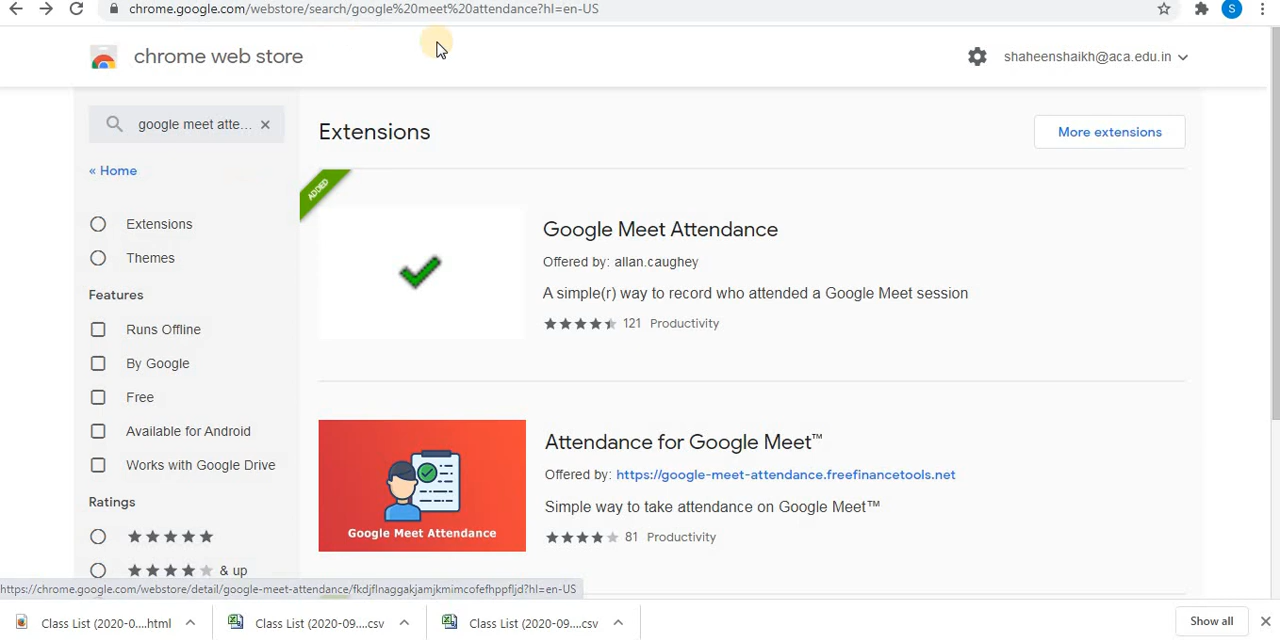 chrome.google.com/webstore/search/google%20meet%20attendance?hl=en-US
S
chrome web store
shaheenshaikh@aca.edu.in
google meet atte...
« Home
Extensions
Themes
Features
Runs Offline
By Google
Free
Available for Android
Works with Google Drive
Ratings
& up
Extensions
More extensions
ADDED
Google Meet Attendance
Offered by: allan.caughey
A simple(r) way to record who attended a Google Meet session
121 Productivity
Google Meet Attendance
Attendance for Google Meet™
Offered by: https://google-meet-attendance.freefinancetools.net
Simple way to take attendance on Google Meet™
81 Productivity
https://chrome.google.com/webstore/detail/google-meet-attendance/fkdjflnaggakjamjkmimcofefhppfljd?hl=en-US
Class List (2020-0....html
Class List (2020-09....csv
Class List (2020-09....csv
Show all